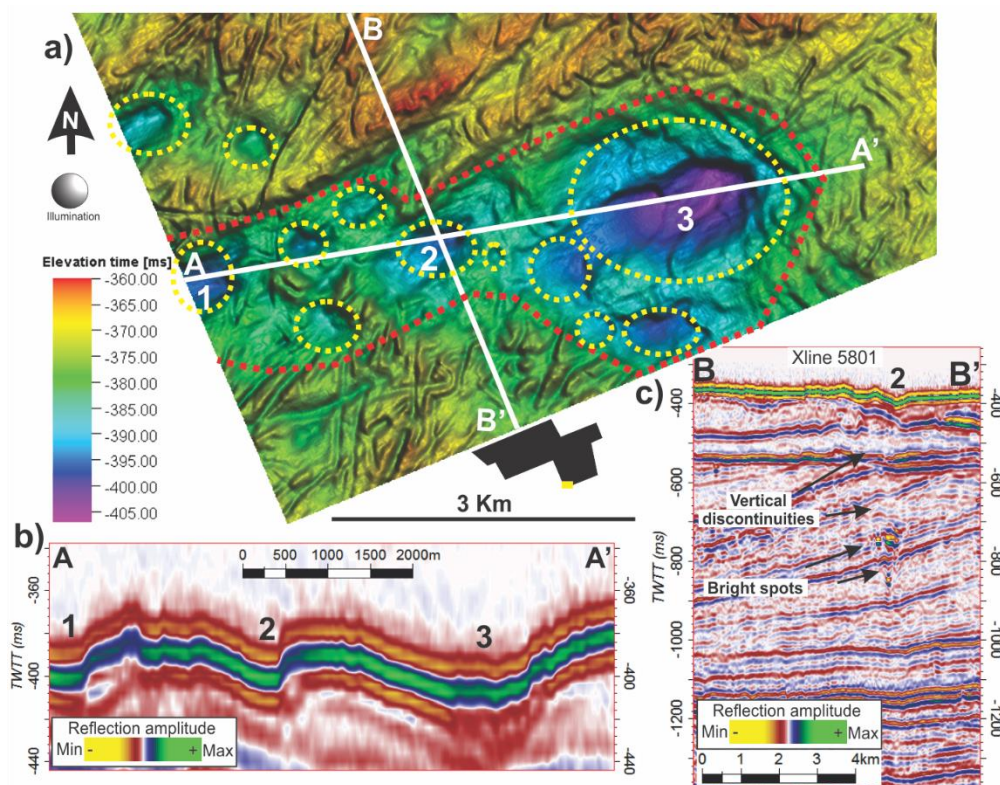 a)
B
N
Illumination
A
1
2
3
A’
B’
Elevation time [ms]
-360.00
-365.00
-370.00
-375.00
-380.00
-385.00
-390.00
-395.00
-400.00
-405.00
3 Km
b)
A
A’
0 500 1000 1500 2000m
-360
-400
-440
TWTT (ms)
1
2
3
-360
-400
-440
Reflection amplitude
Min - + Max
c)
Xline 5801
B
2
B’
-400
-600
-800
-1000
-1200
TWTT (ms)
Vertical
discontinuities
Bright spots
-400
-600
-800
-1000
-1200
Reflection amplitude
Min - + Max
0 1 2 3 4km